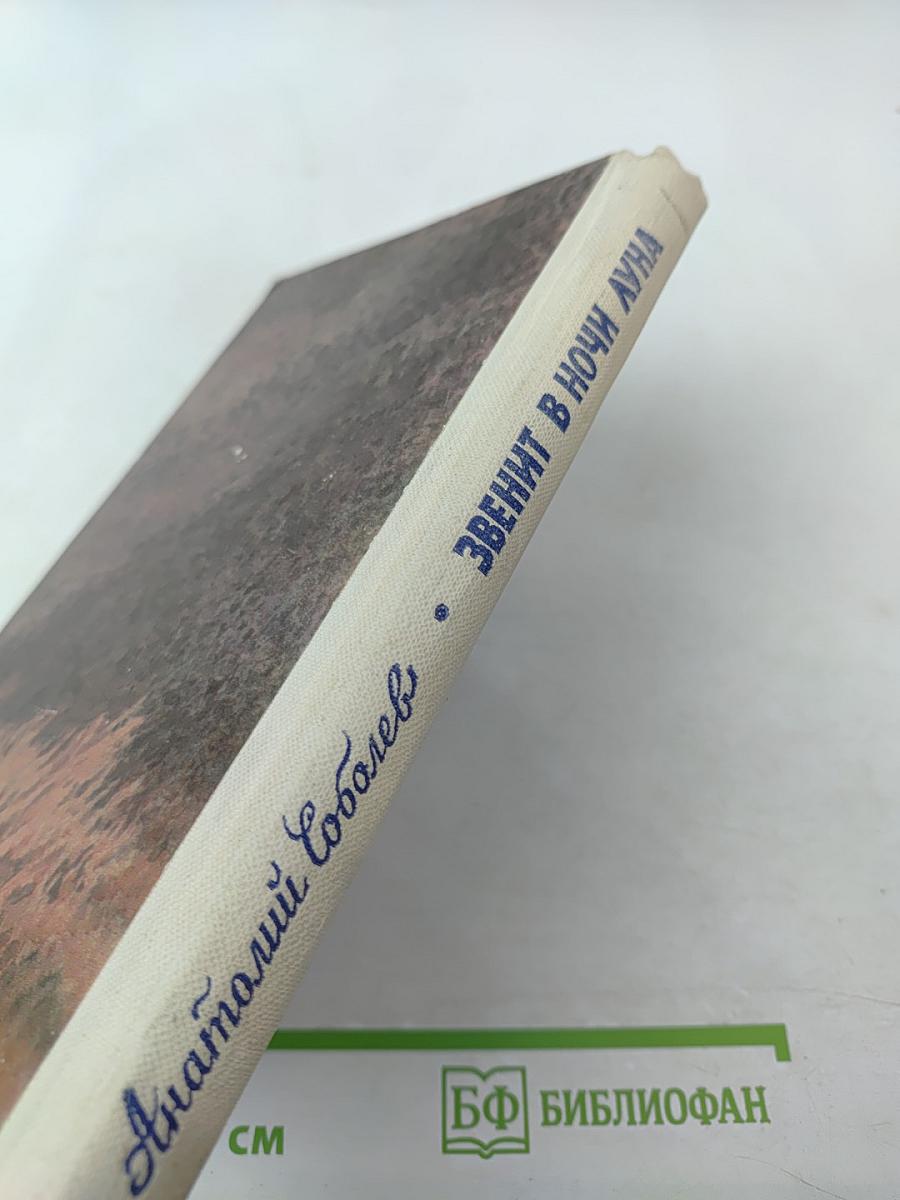 Анатолий Соболев • ЗВЕНИТ В НОЧИ ЛУНА
см
БФ БИБЛИОФАН